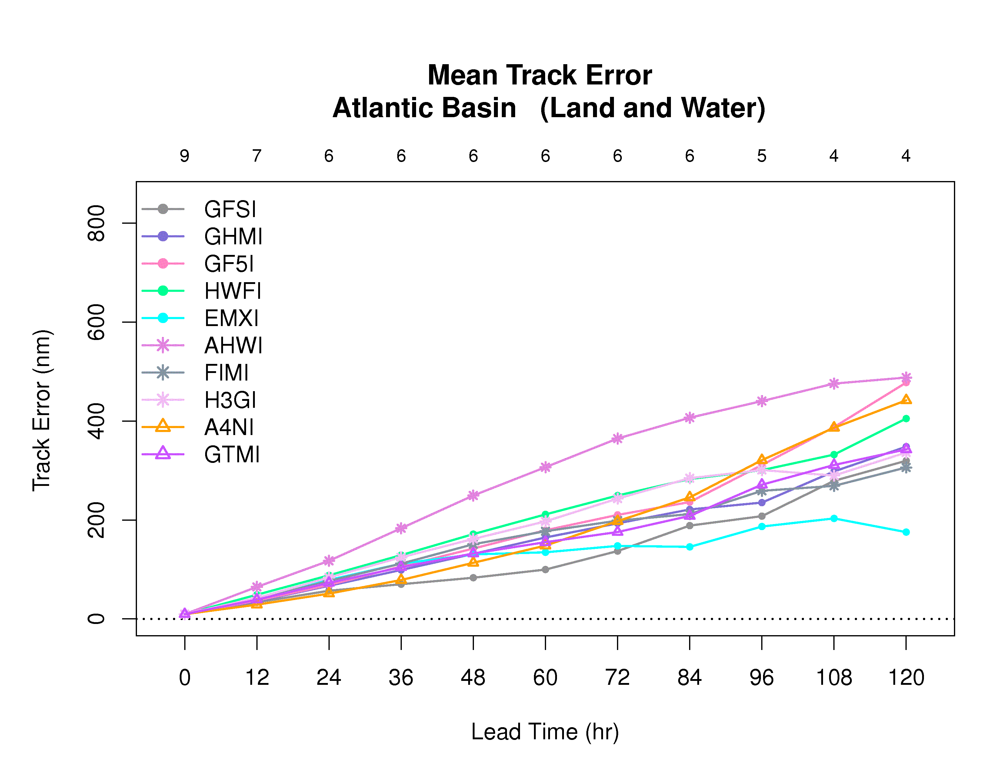 Mean Track Error
Atlantic Basin (Land and Water)
9 7 6 6 6 6 6 6 5 4 4
GFSI
GHMI
GF5I
HWFI
EMXI
AHWI
FIMI
H3GI
A4NI
GTMI
800
600
400
200
0
Track Error (nm)
0 12 24 36 48 60 72 84 96 108 120
Lead Time (hr)